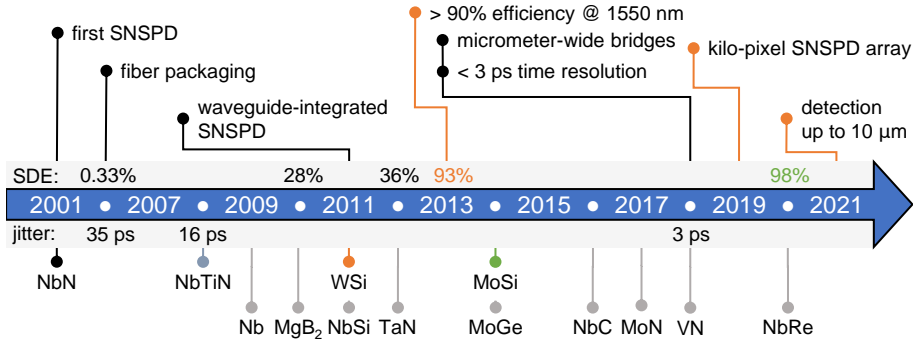 > 90% efficiency @ 1550 nm
first SNSPD
micrometer-wide bridges
kilo-pixel SNSPD array
fiber packaging
< 3 ps time resolution
waveguide-integrated
SNSPD
detection
up to 10 μm
SDE: 0.33% 28% 36% 93% 98%
2001 2007 2009 2011 2013 2015 2017 2019 2021
jitter: 35 ps 16 ps 3 ps
NbN NbTiN WSi MoSi
Nb MgB₂ NbSi TaN MoGe NbC MoN VN NbRe